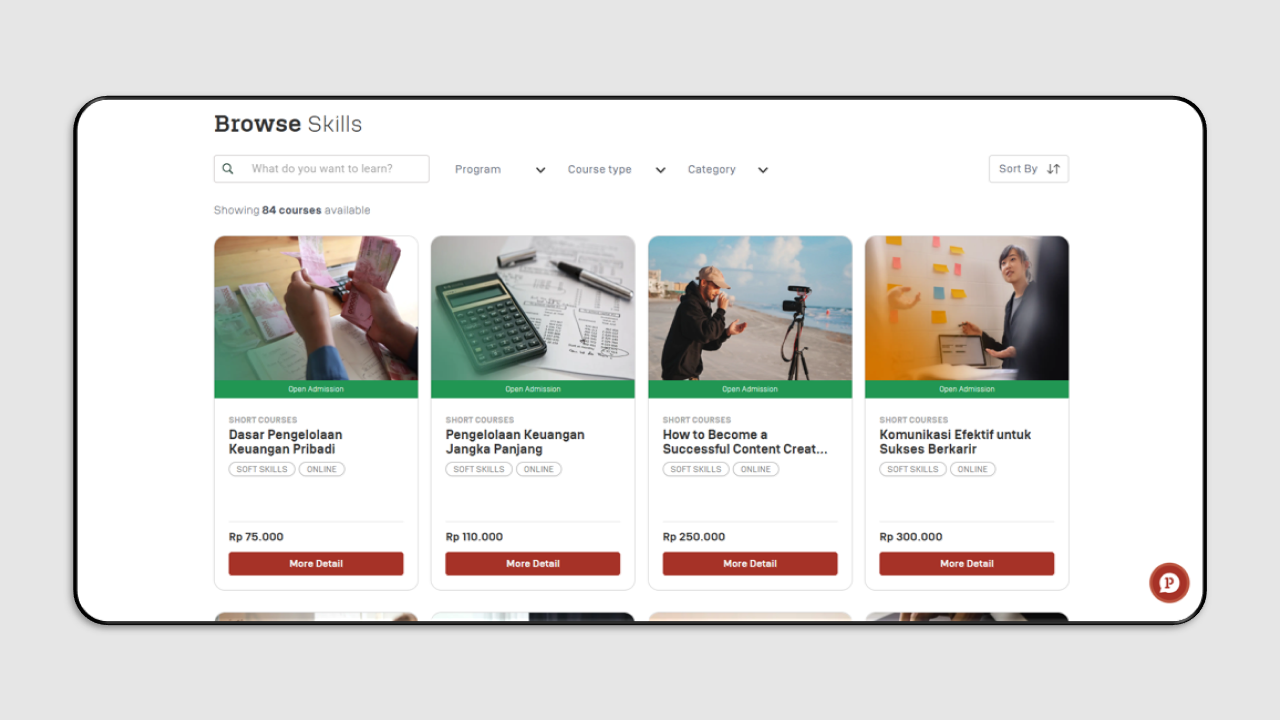 Browse Skills
What do you want to learn?
Program
Course type
Category
Sort By
Showing 84 courses available
Open Admission
SHORT COURSES
Dasar Pengelolaan
Keuangan Pribadi
SOFT SKILLS
ONLINE
Rp 75.000
More Detail
Open Admission
SHORT COURSES
Pengelolaan Keuangan
Jangka Panjang
SOFT SKILLS
ONLINE
Rp 110.000
More Detail
Open Admission
SHORT COURSES
How to Become a
Successful Content Creat...
SOFT SKILLS
ONLINE
Rp 250.000
More Detail
Open Admission
SHORT COURSES
Komunikasi Efektif untuk
Sukses Berkarir
SOFT SKILLS
ONLINE
Rp 300.000
More Detail
P